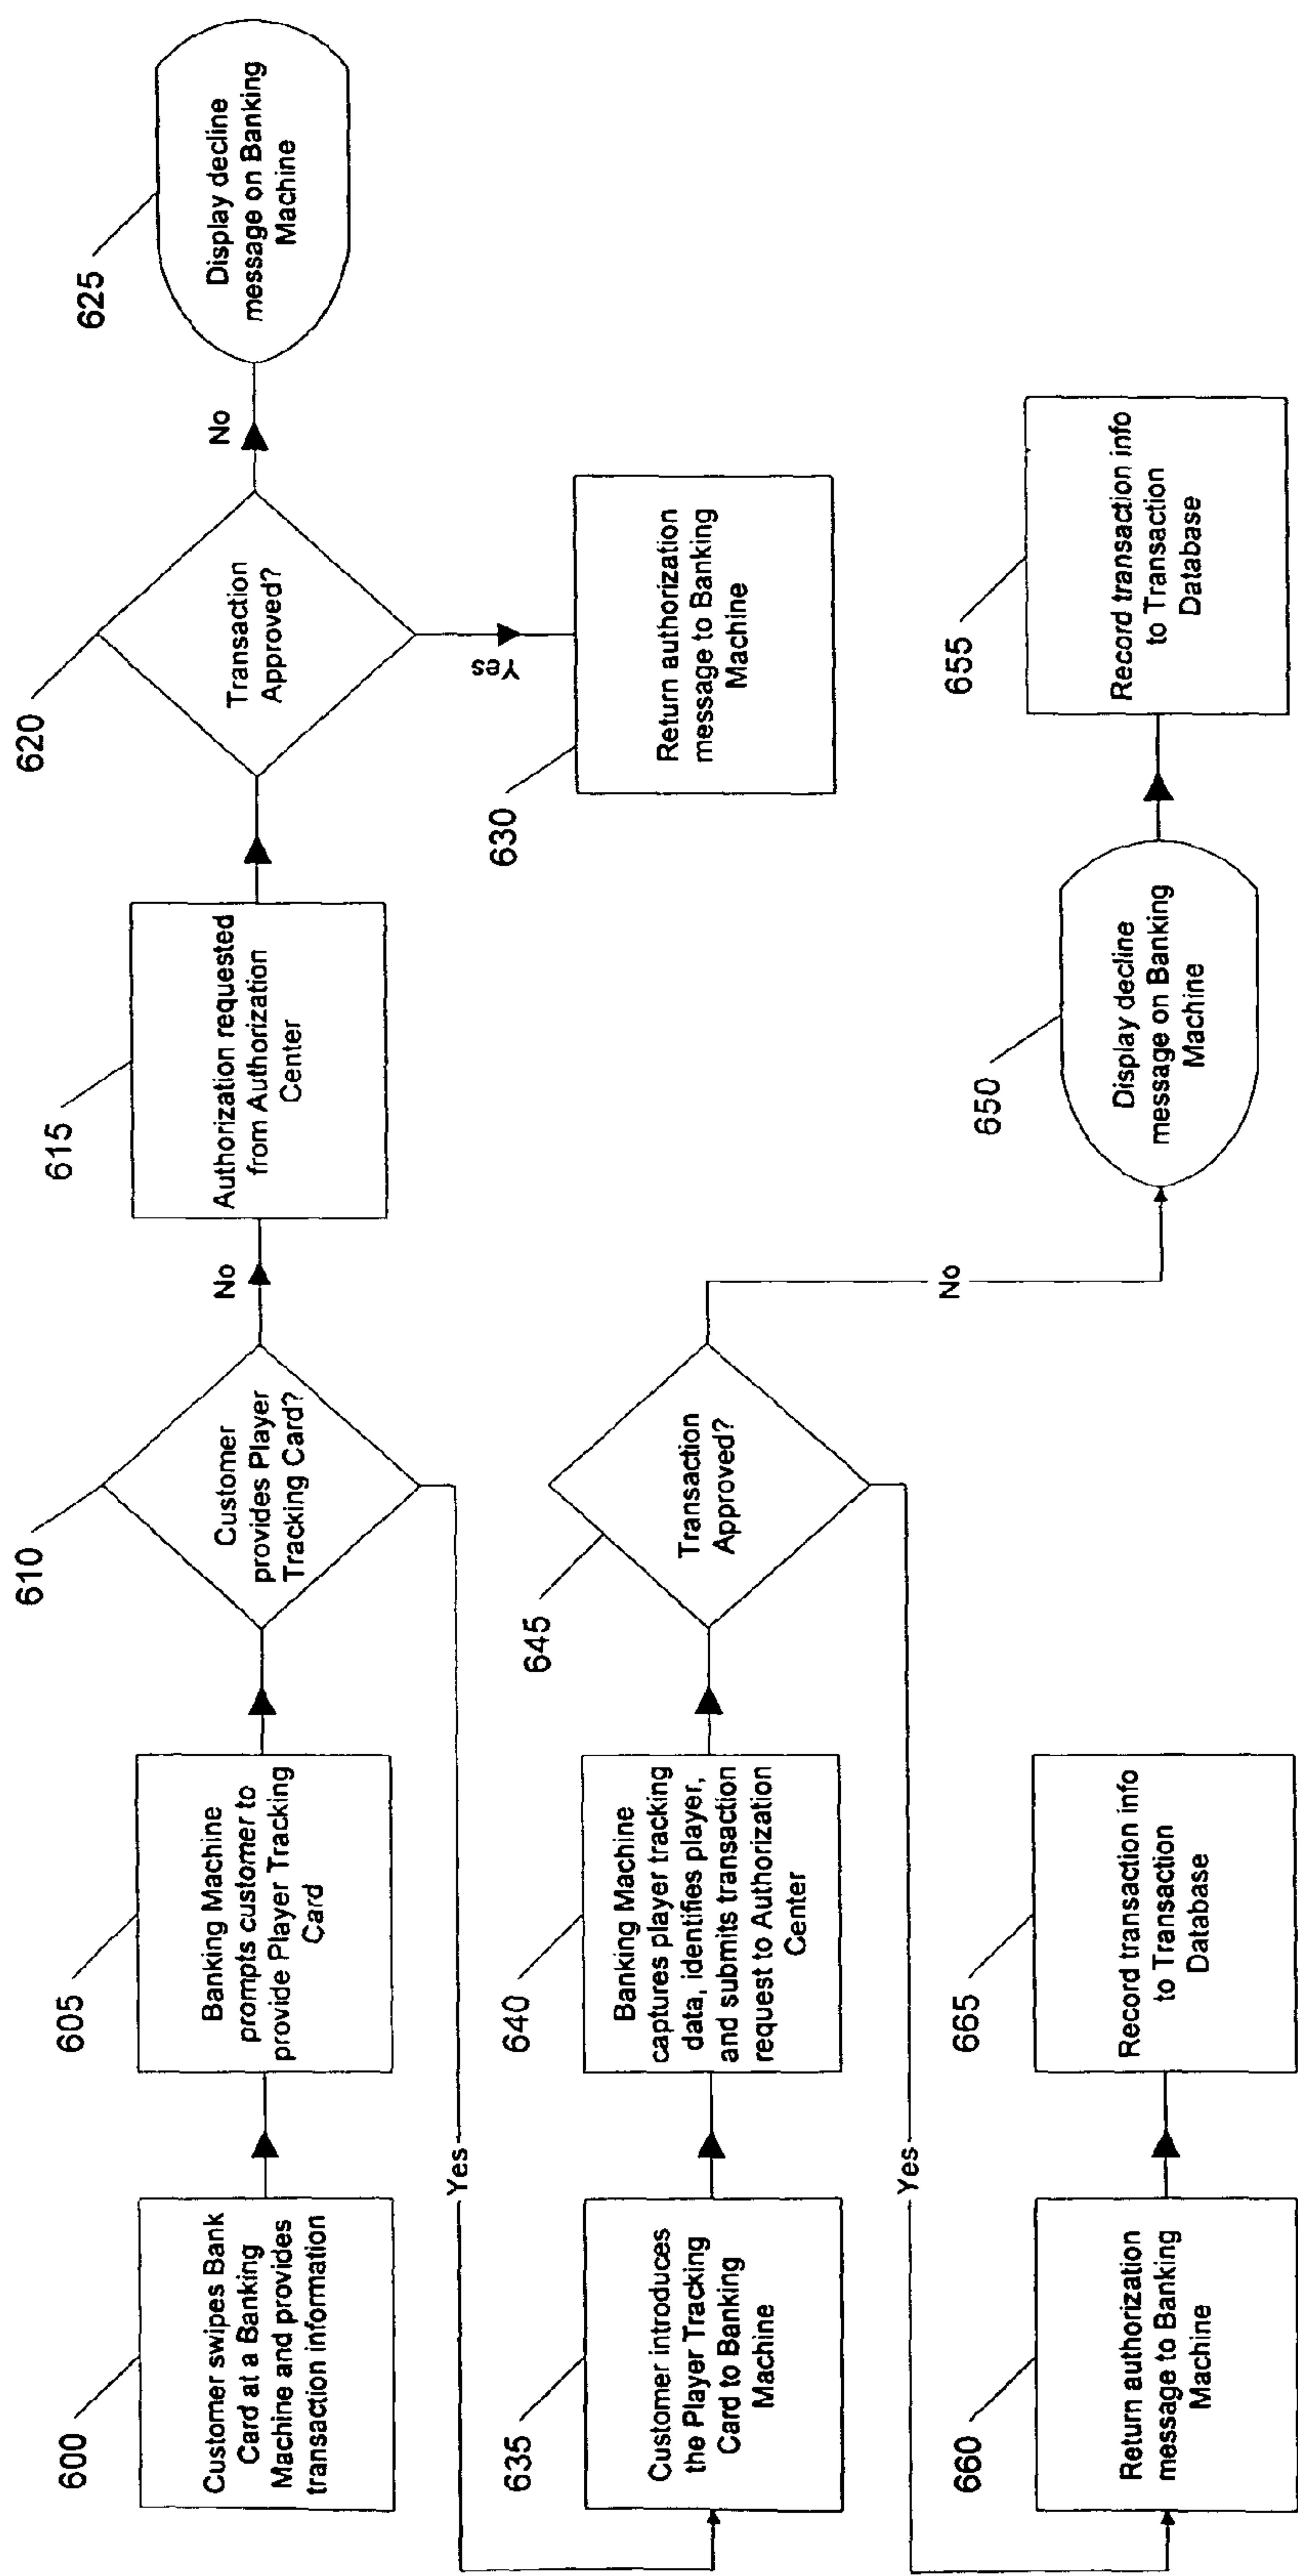 600
Customer swipes Bank
Card at a Banking
Machine and provides
transaction information
605
Banking Machine
prompts customer to
provide Player Tracking
Card
610
Customer
provides Player
Tracking Card?
No
615
Authorization requested
from Authorization
Center
620
Transaction
Approved?
No
625
Display decline
message on Banking
Machine
Yes
630
Return authorization
message to Banking
Machine
Yes
635
Customer introduces
the Player Tracking
Card to Banking
Machine
640
Banking Machine
captures player tracking
data, identifies player,
and submits transaction
request to Authorization
Center
645
Transaction
Approved?
No
650
Display decline
message on Banking
Machine
655
Record transaction info
to Transaction
Database
Yes
660
Return authorization
message to Banking
Machine
665
Record transaction info
to Transaction
Database